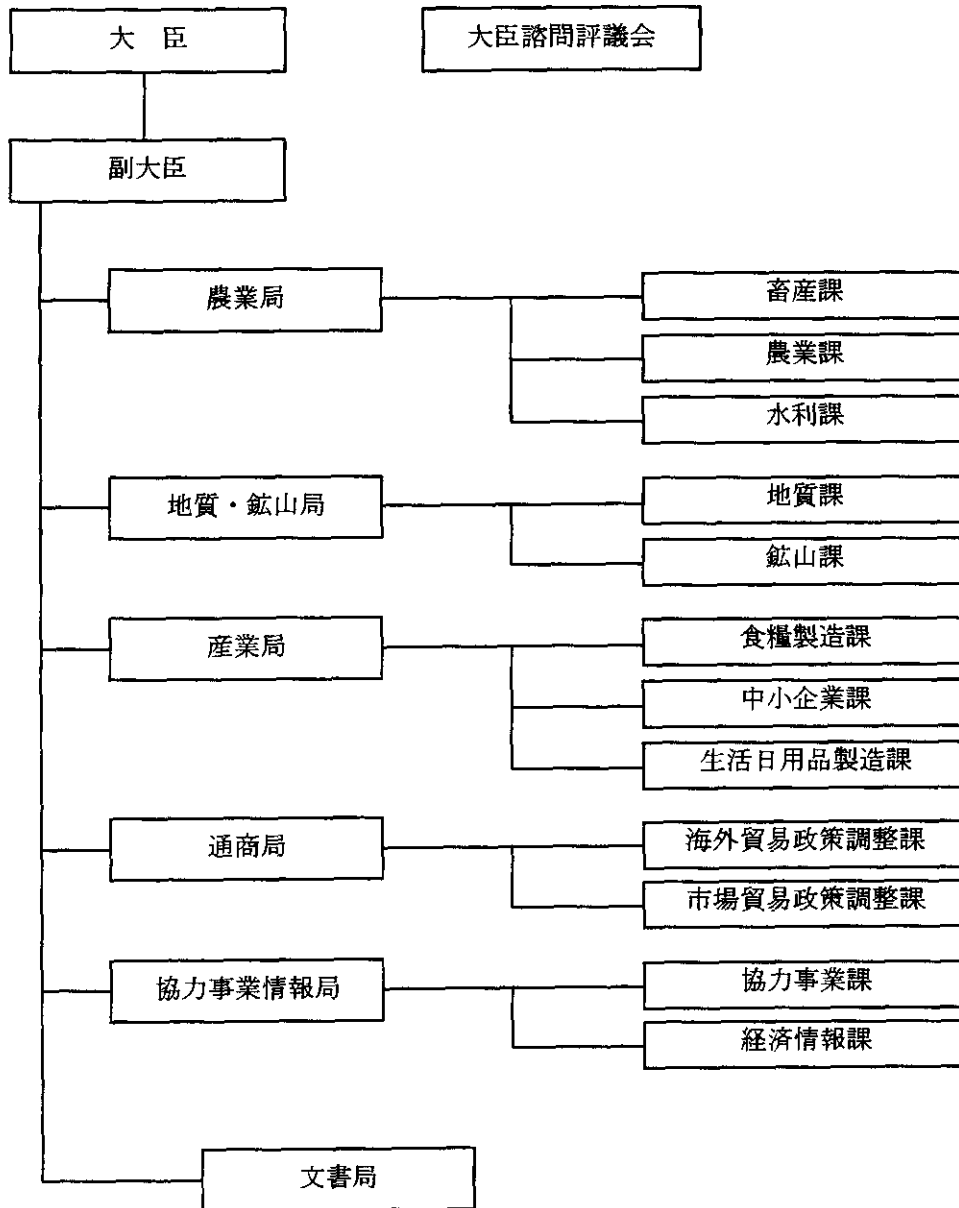 大　臣
大臣諮問評議会
副大臣
農業局
畜産課
農業課
水利課
地質・鉱山局
地質課
鉱山課
産業局
食糧製造課
中小企業課
生活日用品製造課
通商局
海外貿易政策調整課
市場貿易政策調整課
協力事業情報局
協力事業課
経済情報課
文書局